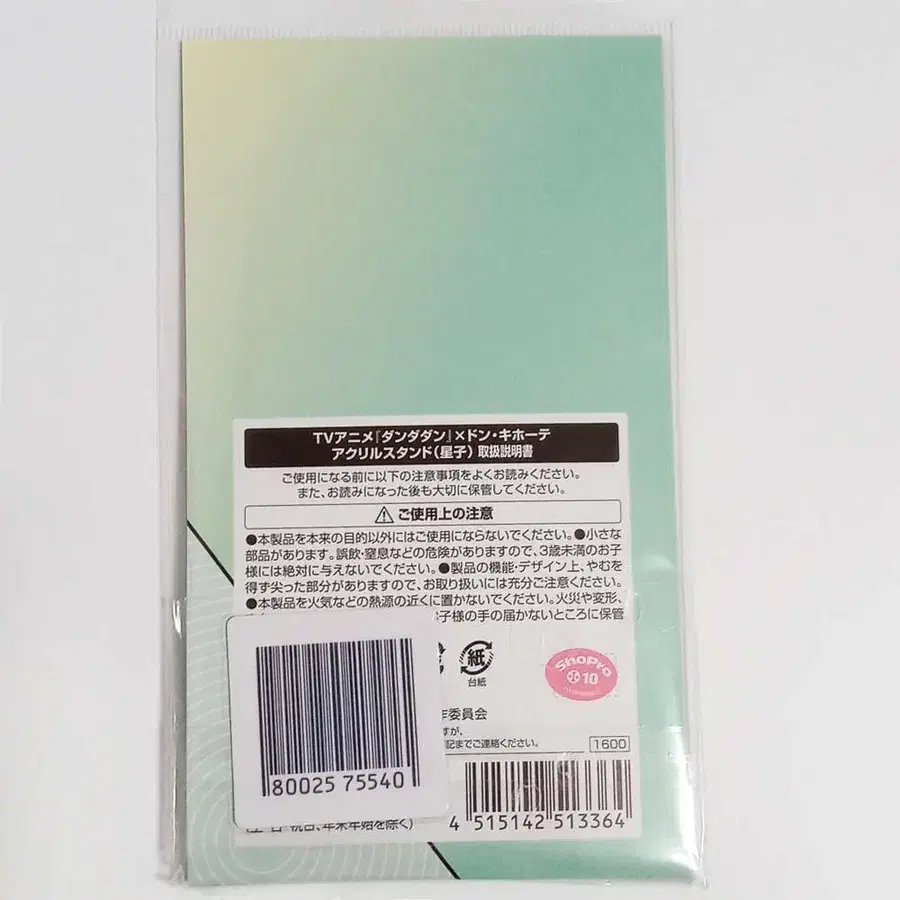 TVアニメ『ダンダダン』×ドン・キホーテ
アクリルスタンド(星子) 取扱説明書
ご使用になる前に以下の注意事項をよくお読みください。
また、お読みになった後も大切に保管してください。
ご使用上の注意
●本製品を本来の目的以外にはご使用にならないでください。●小さな
部品があります。誤飲・窒息などの危険がありますので、3歳未満のお子
様には絶対に与えないでください。●製品の機能・デザイン上、やむを
得ず尖った部分がありますので、お取り扱いには充分ご注意ください。
●本製品を火気などの熱源の近くに置かないでください。火災や変形、
お子様の手の届かないところに保管
紙
台紙
ShoPro
10
作委員会
すが、
記までご連絡ください。
1600
80025 75540
祝日、年末年始を除く)
4 515142 513364